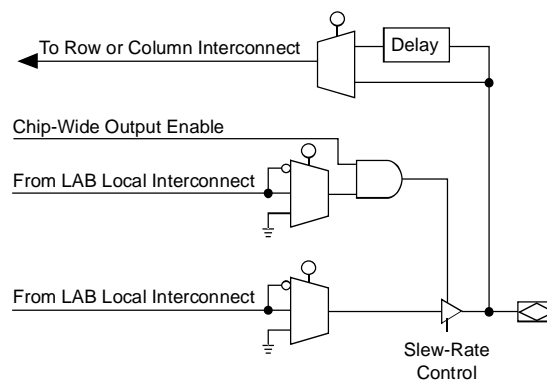 To Row or Column Interconnect
Delay
Chip-Wide Output Enable
From LAB Local Interconnect
From LAB Local Interconnect
Slew-Rate
Control